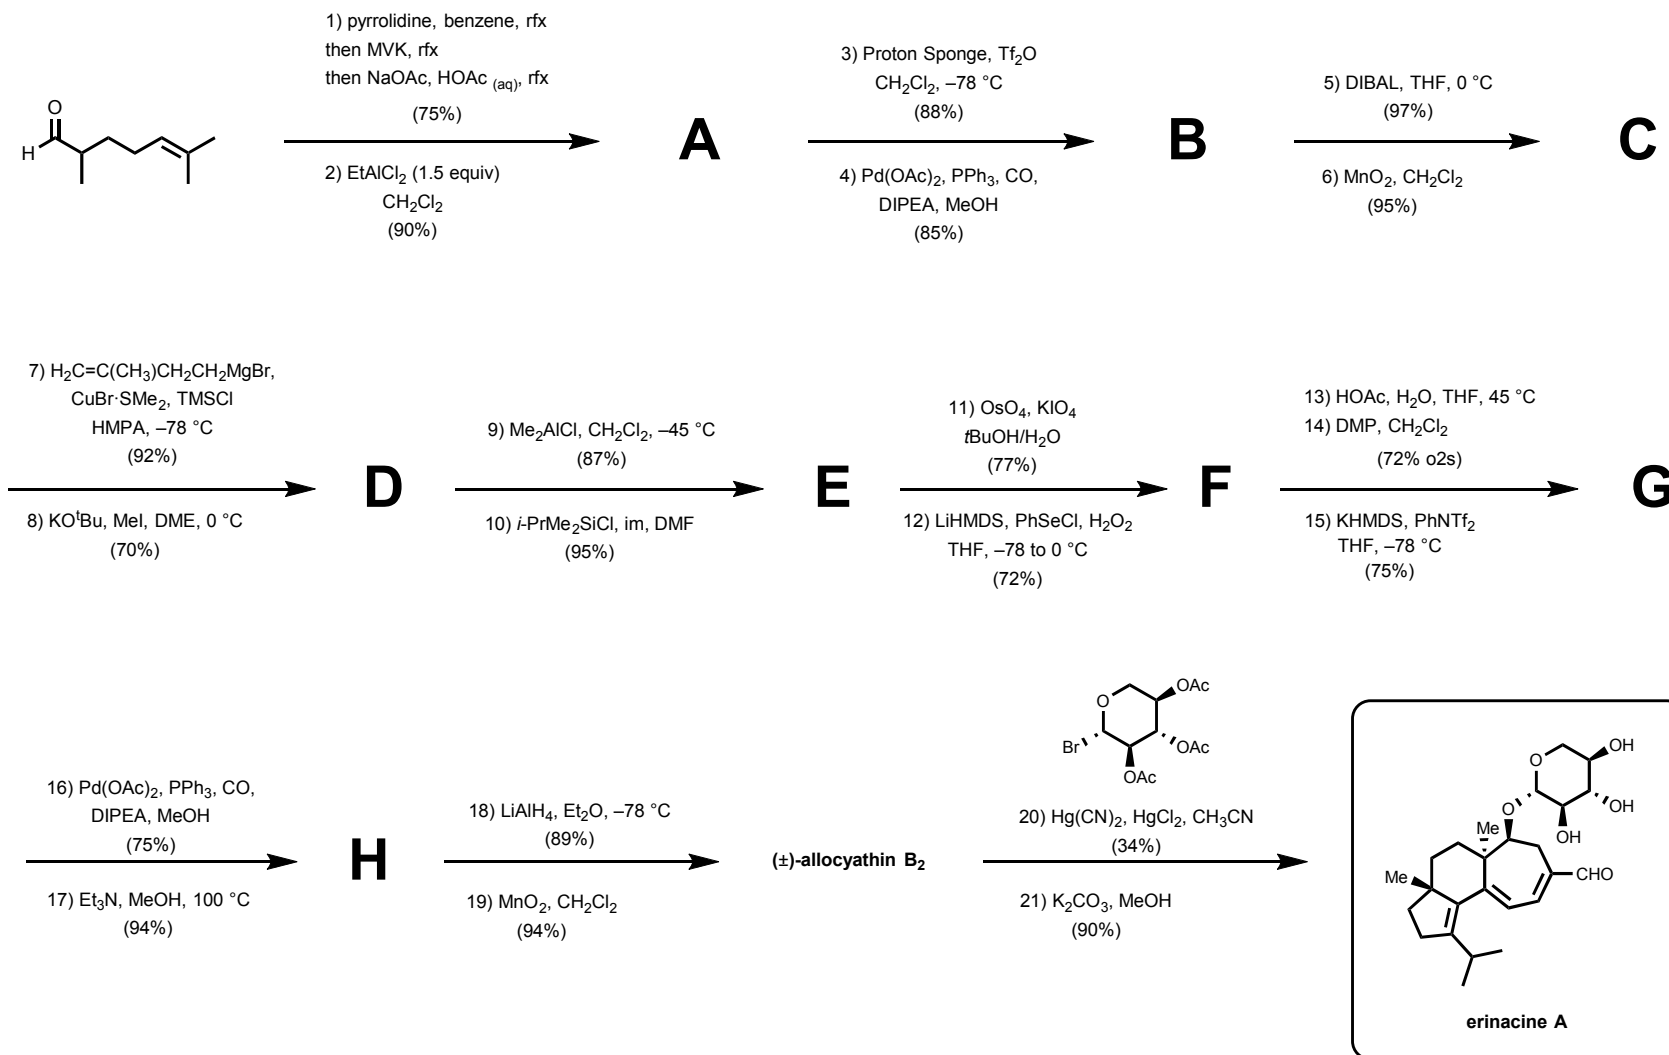 1) pyrrolidine, benzene, rfx
then MVK, rfx
then NaOAc, HOAc (aq), rfx
(75%)
2) EtAlCl2 (1.5 equiv)
CH2Cl2
(90%)
O
H
A
3) Proton Sponge, Tf2O
CH2Cl2, –78 °C
(88%)
4) Pd(OAc)2, PPh3, CO,
DIPEA, MeOH
(85%)
B
5) DIBAL, THF, 0 °C
(97%)
6) MnO2, CH2Cl2
(95%)
C
7) H2C=C(CH3)CH2CH2MgBr,
CuBr·SMe2, TMSCl
HMPA, –78 °C
(92%)
8) KOtBu, MeI, DME, 0 °C
(70%)
D
9) Me2AlCl, CH2Cl2, –45 °C
(87%)
10) i-PrMe2SiCl, im, DMF
(95%)
E
11) OsO4, KIO4
tBuOH/H2O
(77%)
12) LiHMDS, PhSeCl, H2O2
THF, –78 to 0 °C
(72%)
F
13) HOAc, H2O, THF, 45 °C
14) DMP, CH2Cl2
(72% o2s)
15) KHMDS, PhNTf2
THF, –78 °C
(75%)
G
16) Pd(OAc)2, PPh3, CO,
DIPEA, MeOH
(75%)
17) Et3N, MeOH, 100 °C
(94%)
H
18) LiAlH4, Et2O, –78 °C
(89%)
19) MnO2, CH2Cl2
(94%)
(±)-allocyathin B2
O
OAc
Br
OAc
OAc
20) Hg(CN)2, HgCl2, CH3CN
(34%)
21) K2CO3, MeOH
(90%)
O
OH
O
OH
OH
Me
Me
CHO
erinacine A